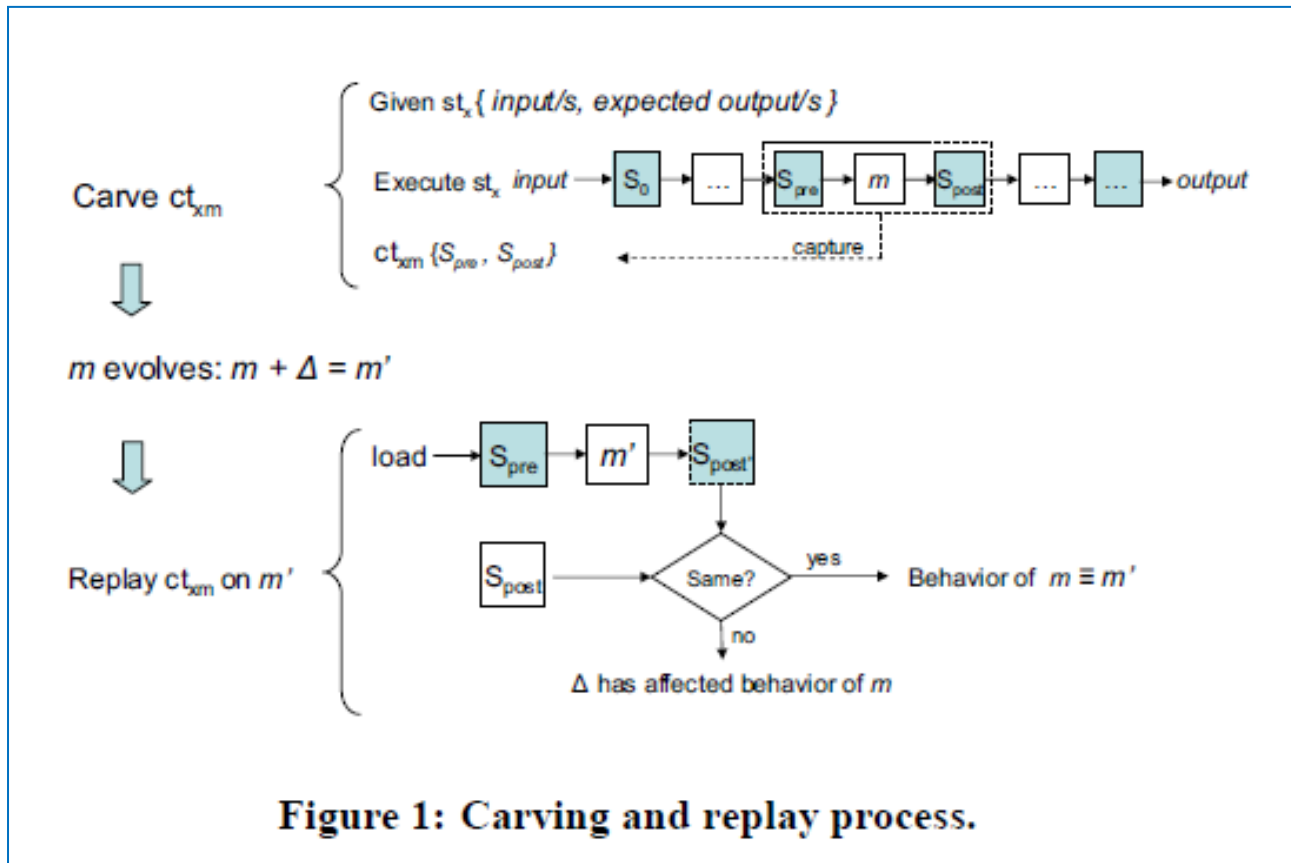 Given st_x { input/s, expected output/s }
Carve ct_xm
Execute st_x input S_0 ... S_pre m S_post ... ... output
capture
ct_xm {S_pre, S_post}
m evolves: m + Δ = m'
load S_pre m' S_post'
Replay ct_xm on m'
S_post Same? yes Behavior of m ≡ m'
no
Δ has affected behavior of m
Figure 1: Carving and replay process.